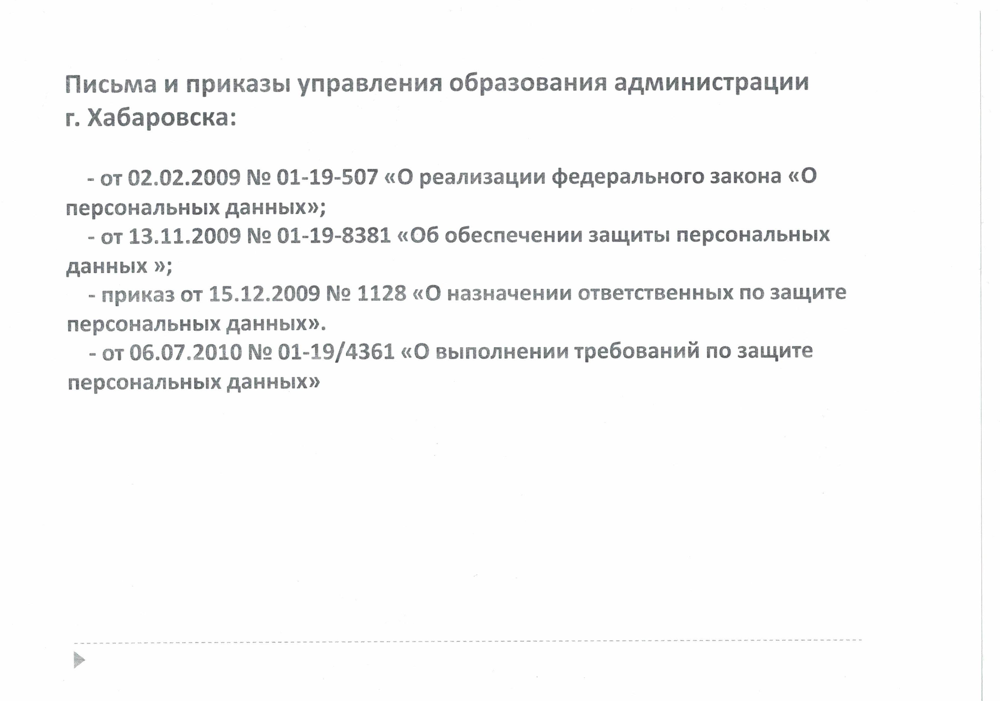 Письма и приказы управления образования администрации
г. Хабаровска:
- от 02.02.2009 № 01-19-507 «О реализации федерального закона «О
персональных данных»;
- от 13.11.2009 № 01-19-8381 «Об обеспечении защиты персональных
данных »;
- приказ от 15.12.2009 № 1128 «О назначении ответственных по защите
персональных данных».
- от 06.07.2010 № 01-19/4361 «О выполнении требований по защите
персональных данных»